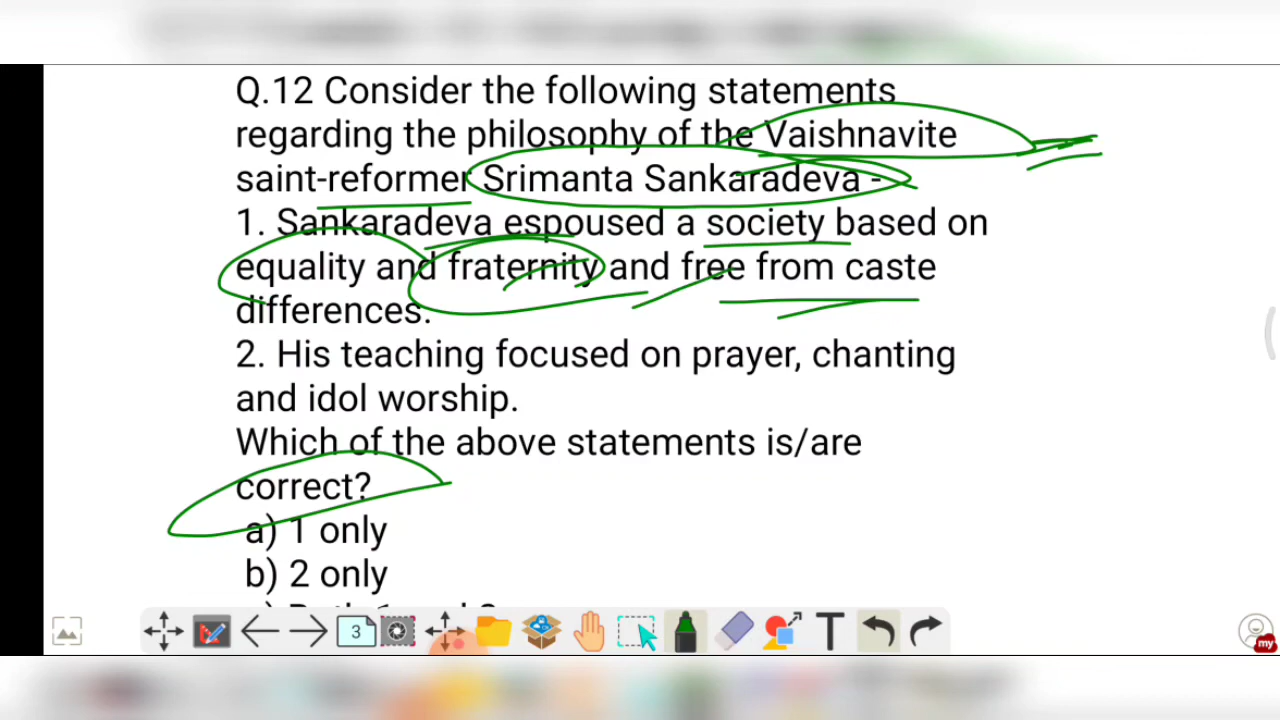 Q.12 Consider the following statements
regarding the philosophy of the Vaishnavite
saint-reformer Srimanta Sankaradeva -
1. Sankaradeva espoused a society based on
equality and fraternity and free from caste
differences.
2. His teaching focused on prayer, chanting
and idol worship.
Which of the above statements is/are
correct?
a) 1 only
b) 2 only
3
T
my